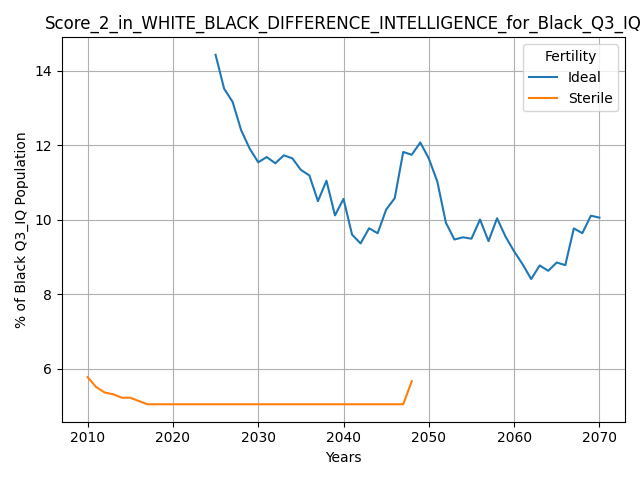 Score_2_in_WHITE_BLACK_DIFFERENCE_INTELLIGENCE_for_Black_Q3_IQ
Fertility
Ideal
Sterile
% of Black Q3_IQ Population
14
12
10
8
6
2010 2020 2030 2040 2050 2060 2070
Years